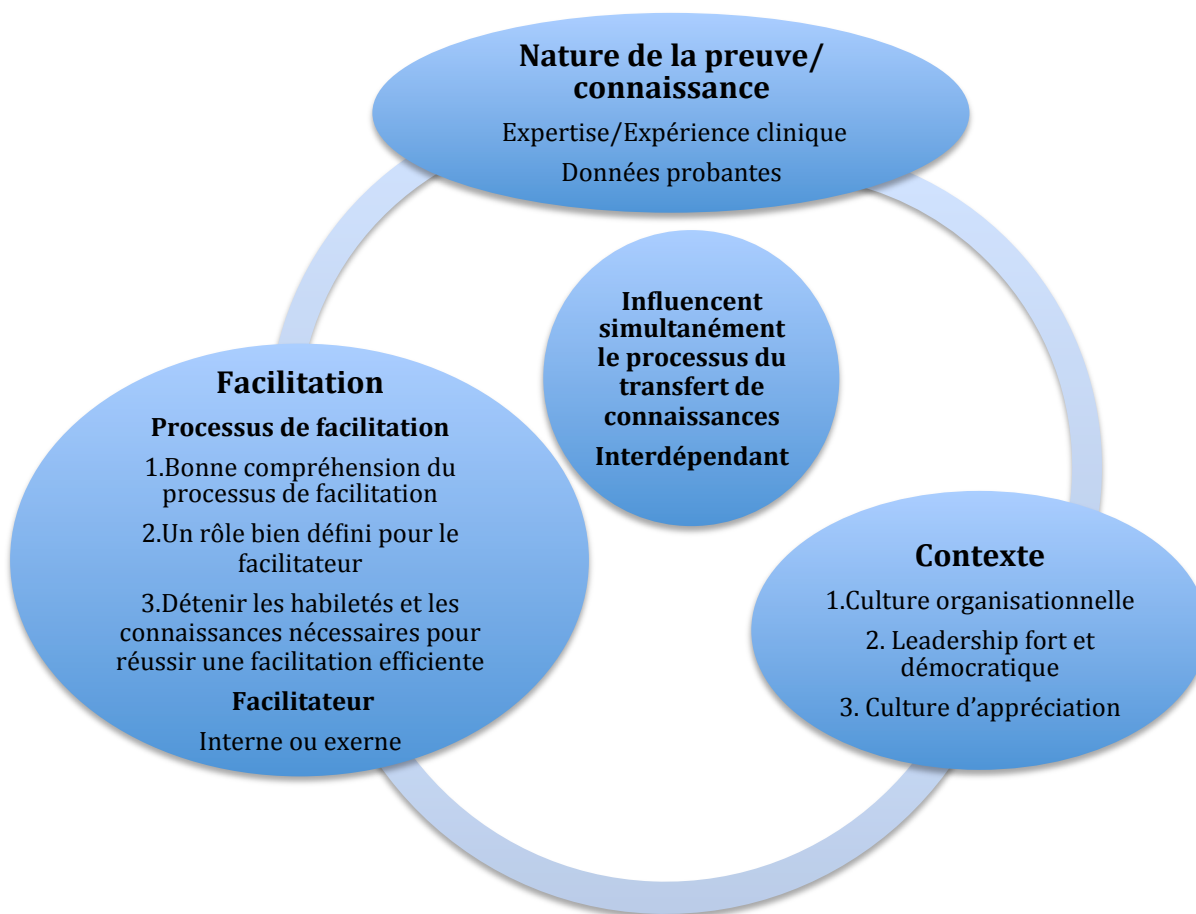 Nature de la preuve/
connaissance
Expertise/Expérience clinique
Données probantes
Influencent
simultanément
le processus du
transfert de
connaissances
Interdépendant
Facilitation
Processus de facilitation
1.Bonne compréhension du
processus de facilitation
2.Un rôle bien défini pour le
facilitateur
3.Détenir les habiletés et les
connaissances nécessaires pour
réussir une facilitation efficiente
Facilitateur
Interne ou exerne
Contexte
1.Culture organisationnelle
2. Leadership fort et
démocratique
3. Culture d’appréciation